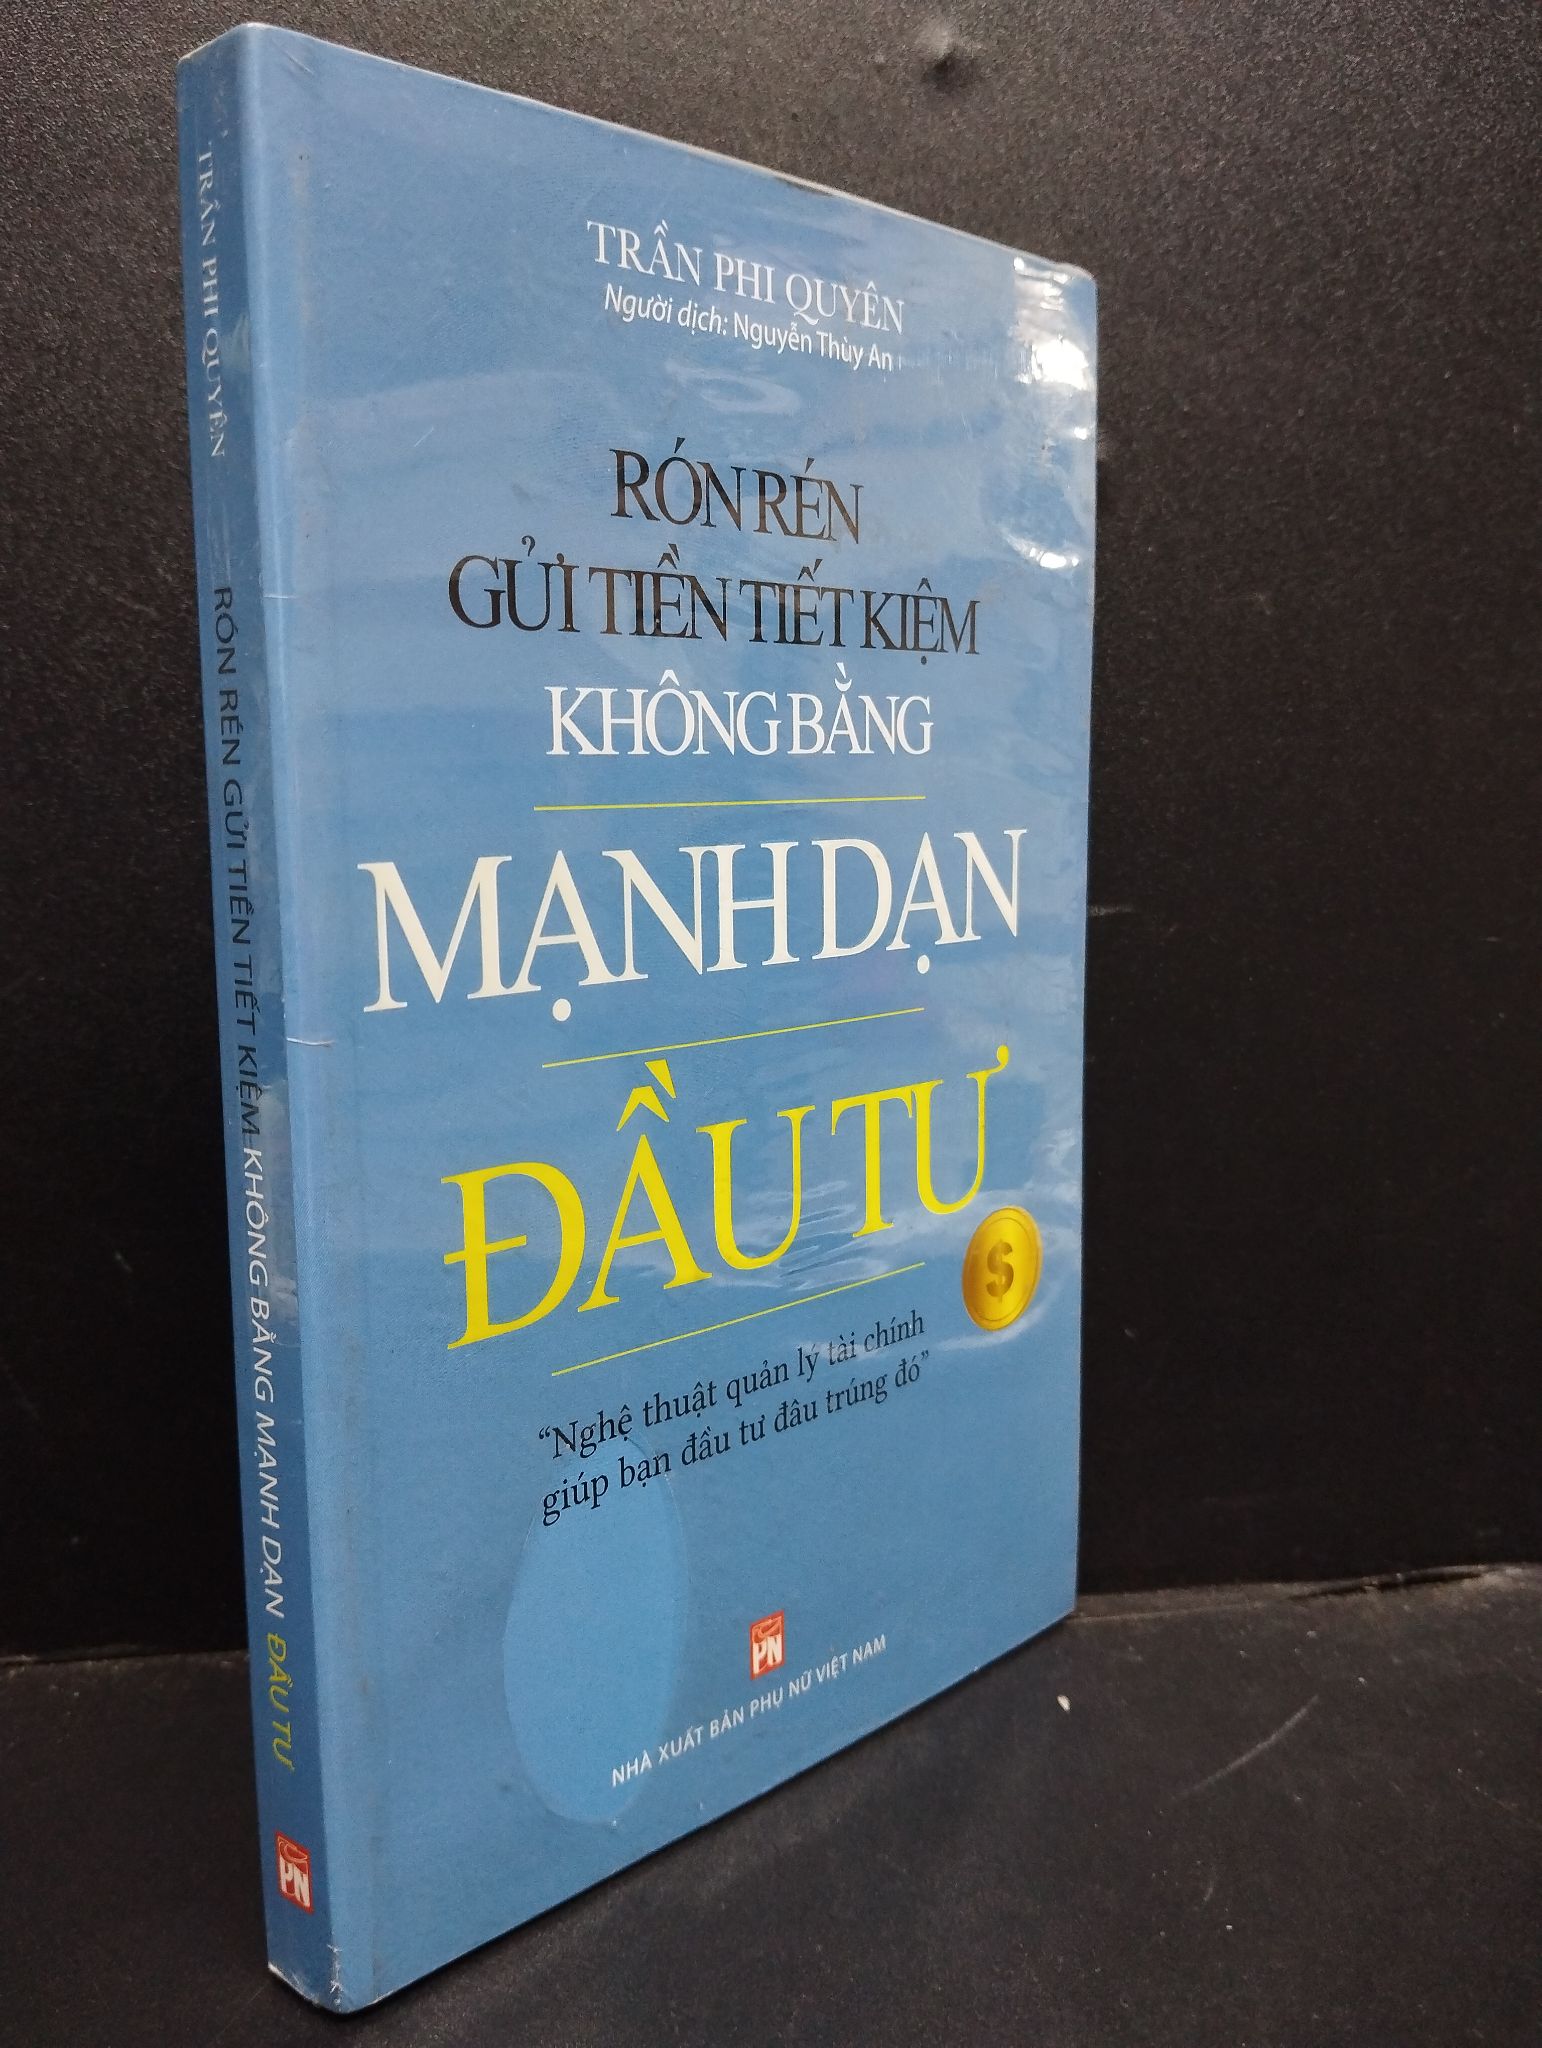 TRẦN PHI QUYÊN
Người dịch: Nguyễn Thùy An
RÓN RÉN
GỬI TIỀN TIẾT KIỆM
KHÔNG BẰNG
MẠNH DẠN
ĐẦU TƯ
$
“Nghệ thuật quản lý tài chính
giúp bạn đầu tư đâu trúng đó”
PN
NHÀ XUẤT BẢN PHỤ NỮ VIỆT NAM
TRẦN PHI QUYÊN
RÓN RÉN GỬI TIỀN TIẾT KIỆM KHÔNG BẰNG MẠNH DẠN ĐẦU TƯ
PN